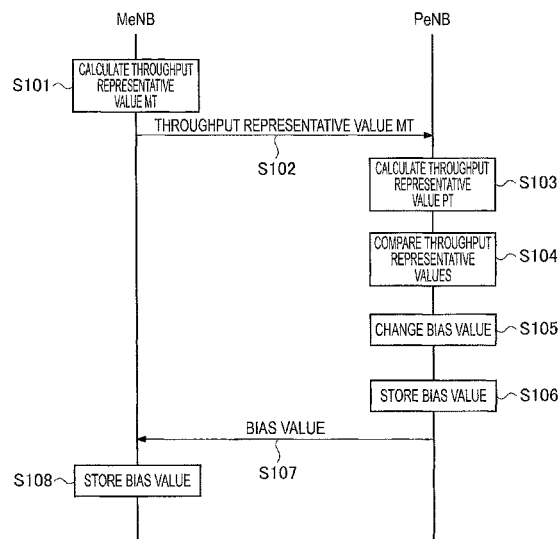 MeNB
PeNB
S101
CALCULATE THROUGHPUT
REPRESENTATIVE
VALUE MT
THROUGHPUT REPRESENTATIVE VALUE MT
S102
CALCULATE THROUGHPUT
REPRESENTATIVE
VALUE PT
S103
COMPARE THROUGHPUT
REPRESENTATIVE
VALUES
S104
CHANGE BIAS VALUE
S105
STORE BIAS VALUE
S106
BIAS VALUE
S107
S108
STORE BIAS VALUE